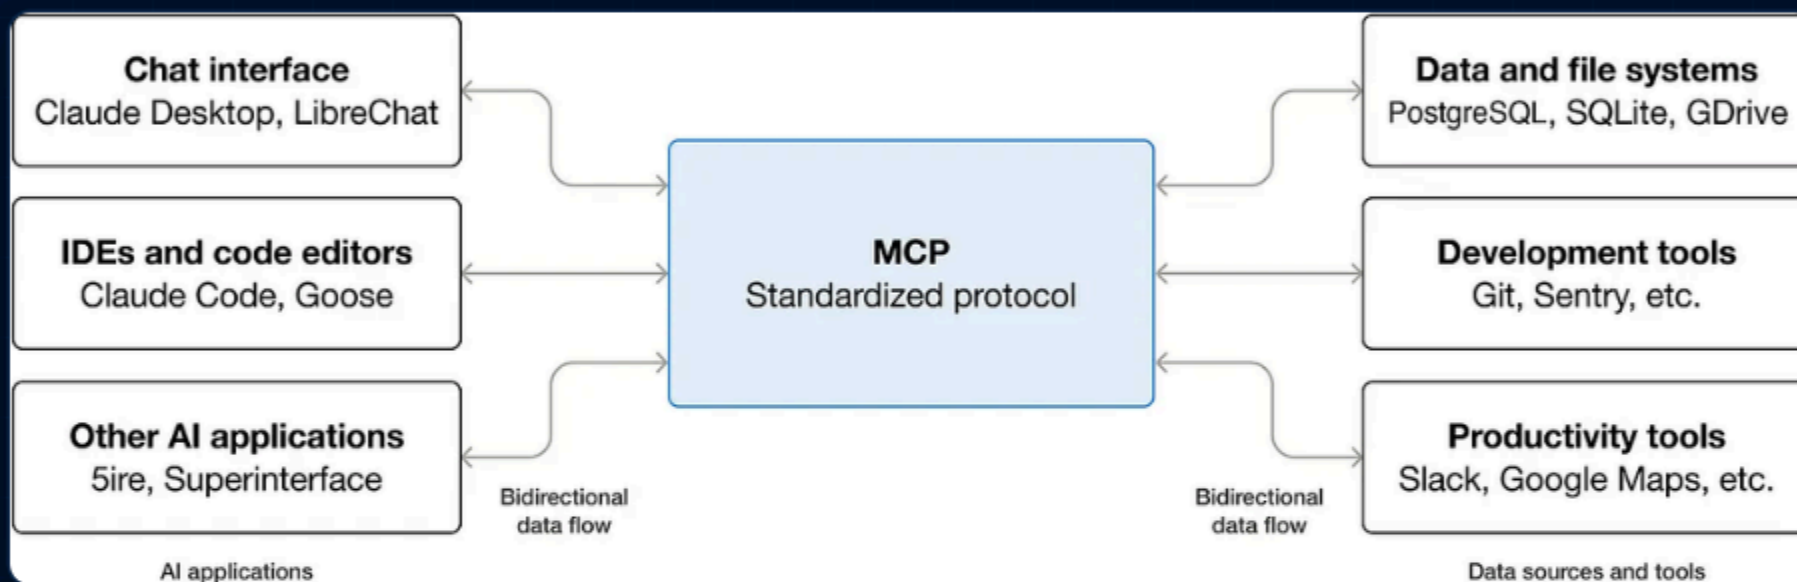 Chat interface
Claude Desktop, LibreChat
IDEs and code editors
Claude Code, Goose
Other AI applications
5ire, Superinterface
AI applications
Bidirectional
data flow
MCP
Standardized protocol
Bidirectional
data flow
Data and file systems
PostgreSQL, SQLite, GDrive
Development tools
Git, Sentry, etc.
Productivity tools
Slack, Google Maps, etc.
Data sources and tools